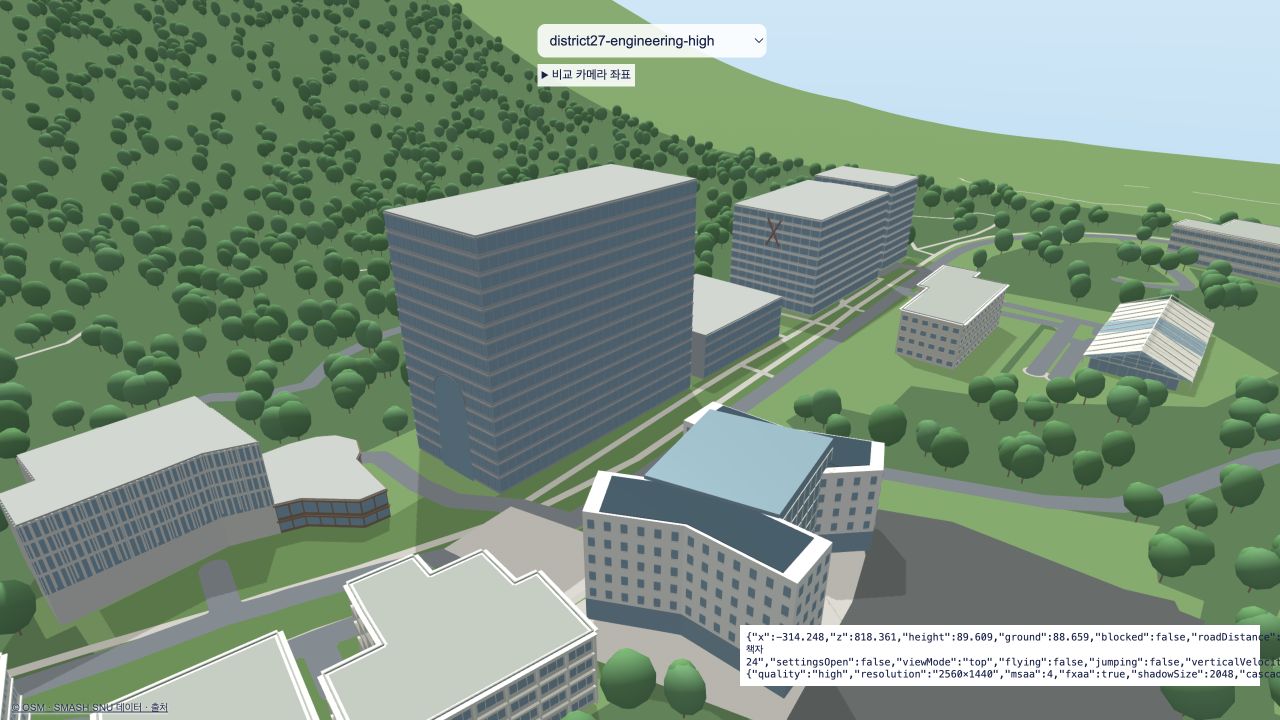 district27-engineering-high
▶ 비교 카메라 좌표
{"x":−314.248,"z":818.361,"height":89.609,"ground":88.659,"blocked":false,"roadDistance":
책자
24","settingsOpen":false,"viewMode":"top","flying":false,"jumping":false,"verticalVelocit
{"quality":"high","resolution":"2560×1440","msaa":4,"fxaa":true,"shadowSize":2048,"cascad
© OSM · SMASH SNU 데이터 · 출처